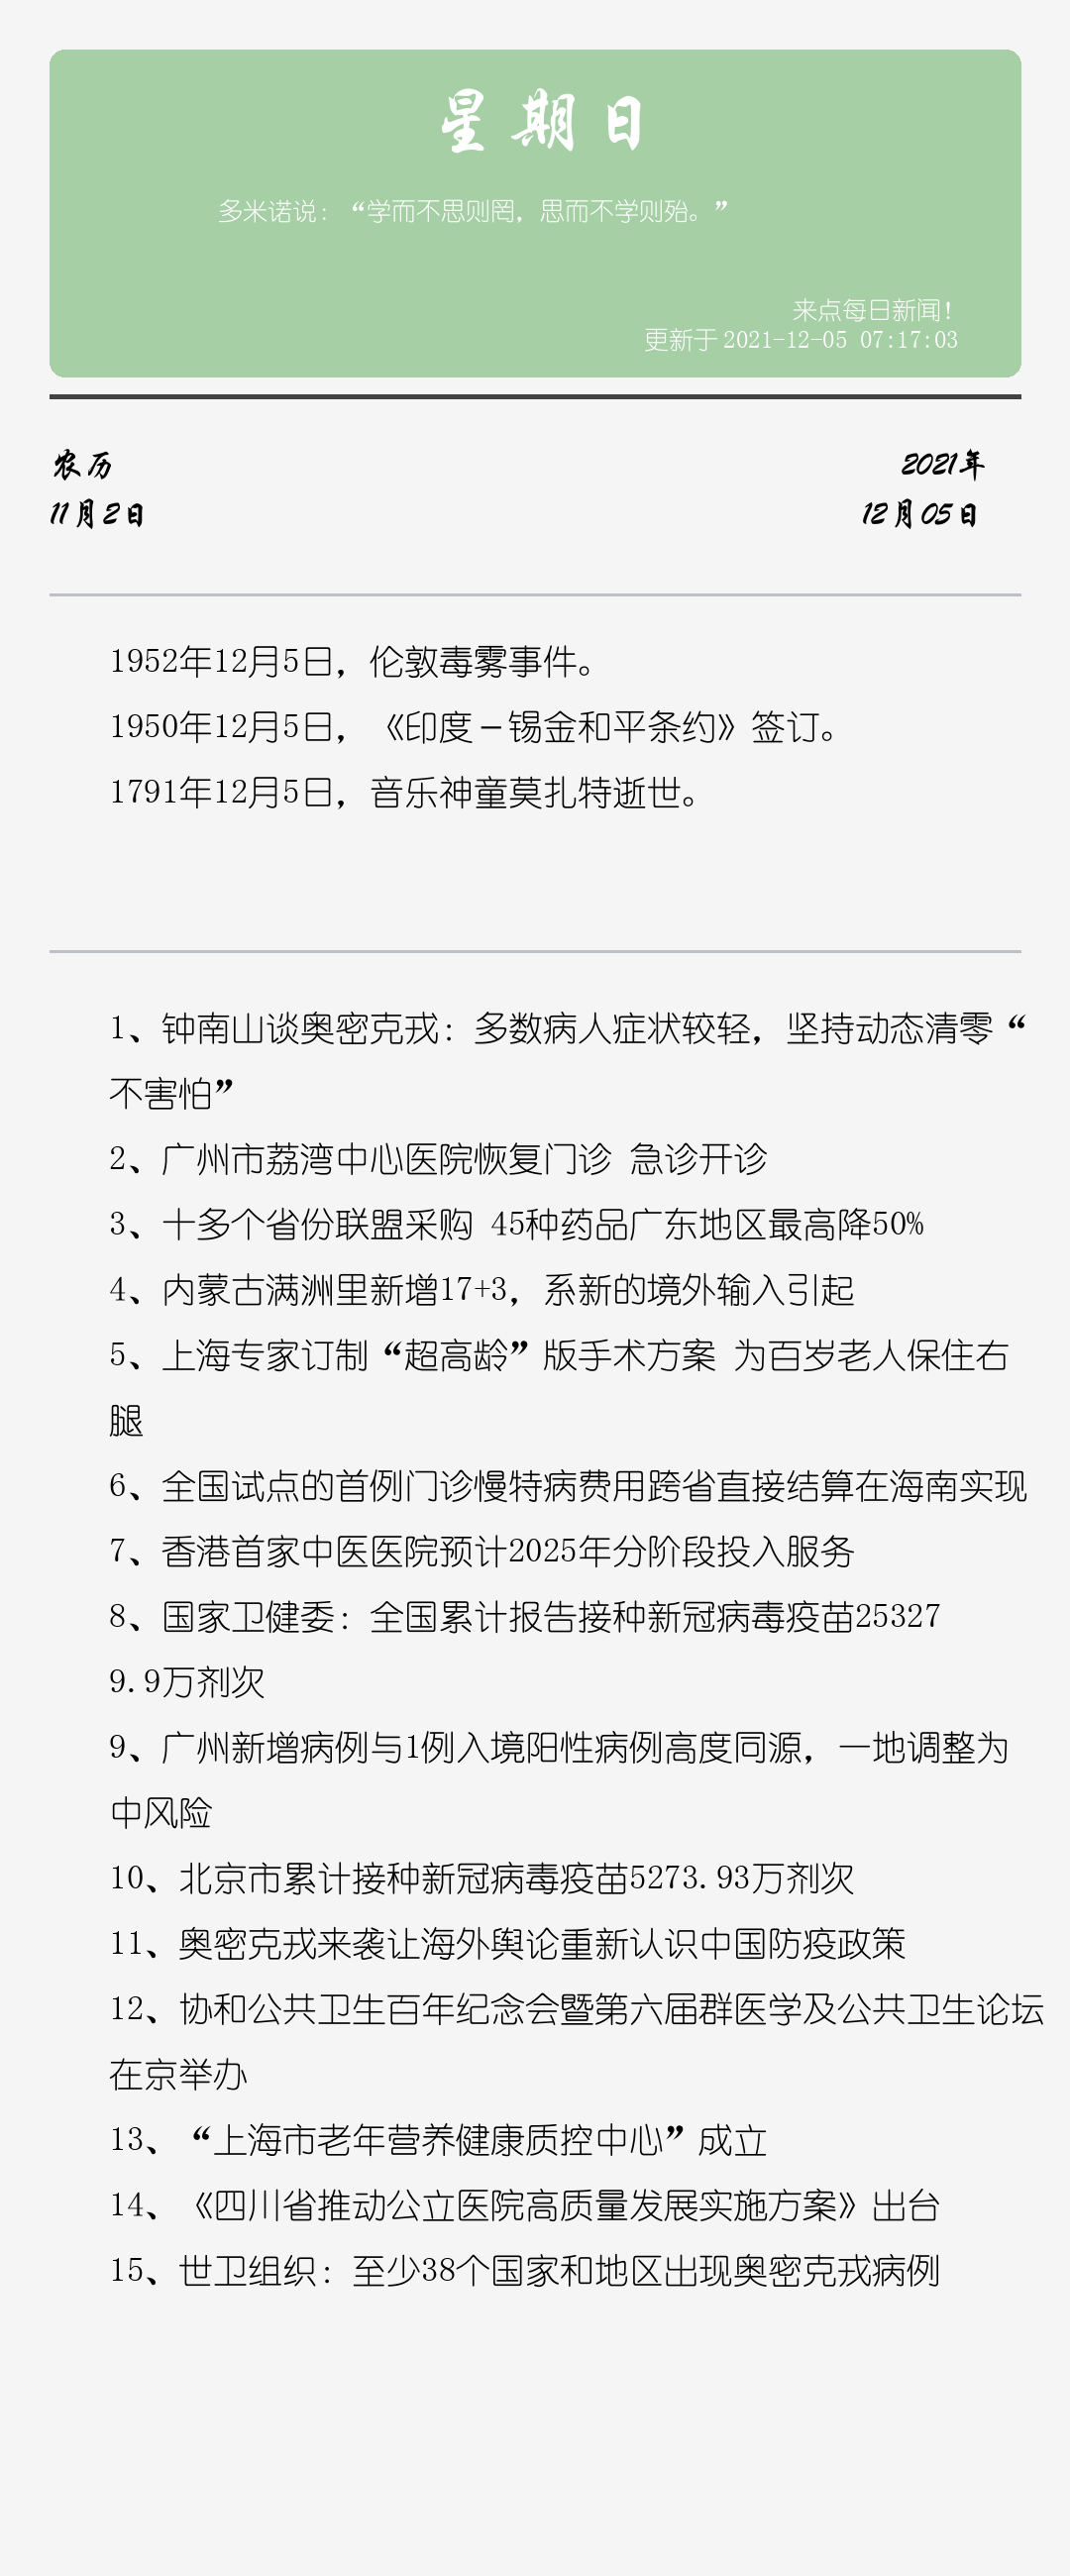 星期日
多米诺说：“学而不思则罔，思而不学则殆。”
来点每日新闻！
更新于 2021-12-05 07:17:03
农历
2021年
11月2日
12月05日
1952年12月5日，伦敦毒雾事件。
1950年12月5日，《印度－锡金和平条约》签订。
1791年12月5日，音乐神童莫扎特逝世。
1、钟南山谈奥密克戎：多数病人症状较轻，坚持动态清零“
不害怕”
2、广州市荔湾中心医院恢复门诊 急诊开诊
3、十多个省份联盟采购 45种药品广东地区最高降50%
4、内蒙古满洲里新增17+3，系新的境外输入引起
5、上海专家订制“超高龄”版手术方案 为百岁老人保住右
腿
6、全国试点的首例门诊慢特病费用跨省直接结算在海南实现
7、香港首家中医医院预计2025年分阶段投入服务
8、国家卫健委：全国累计报告接种新冠病毒疫苗25327
9.9万剂次
9、广州新增病例与1例入境阳性病例高度同源，一地调整为
中风险
10、北京市累计接种新冠病毒疫苗5273.93万剂次
11、奥密克戎来袭让海外舆论重新认识中国防疫政策
12、协和公共卫生百年纪念会暨第六届群医学及公共卫生论坛
在京举办
13、“上海市老年营养健康质控中心”成立
14、《四川省推动公立医院高质量发展实施方案》出台
15、世卫组织：至少38个国家和地区出现奥密克戎病例